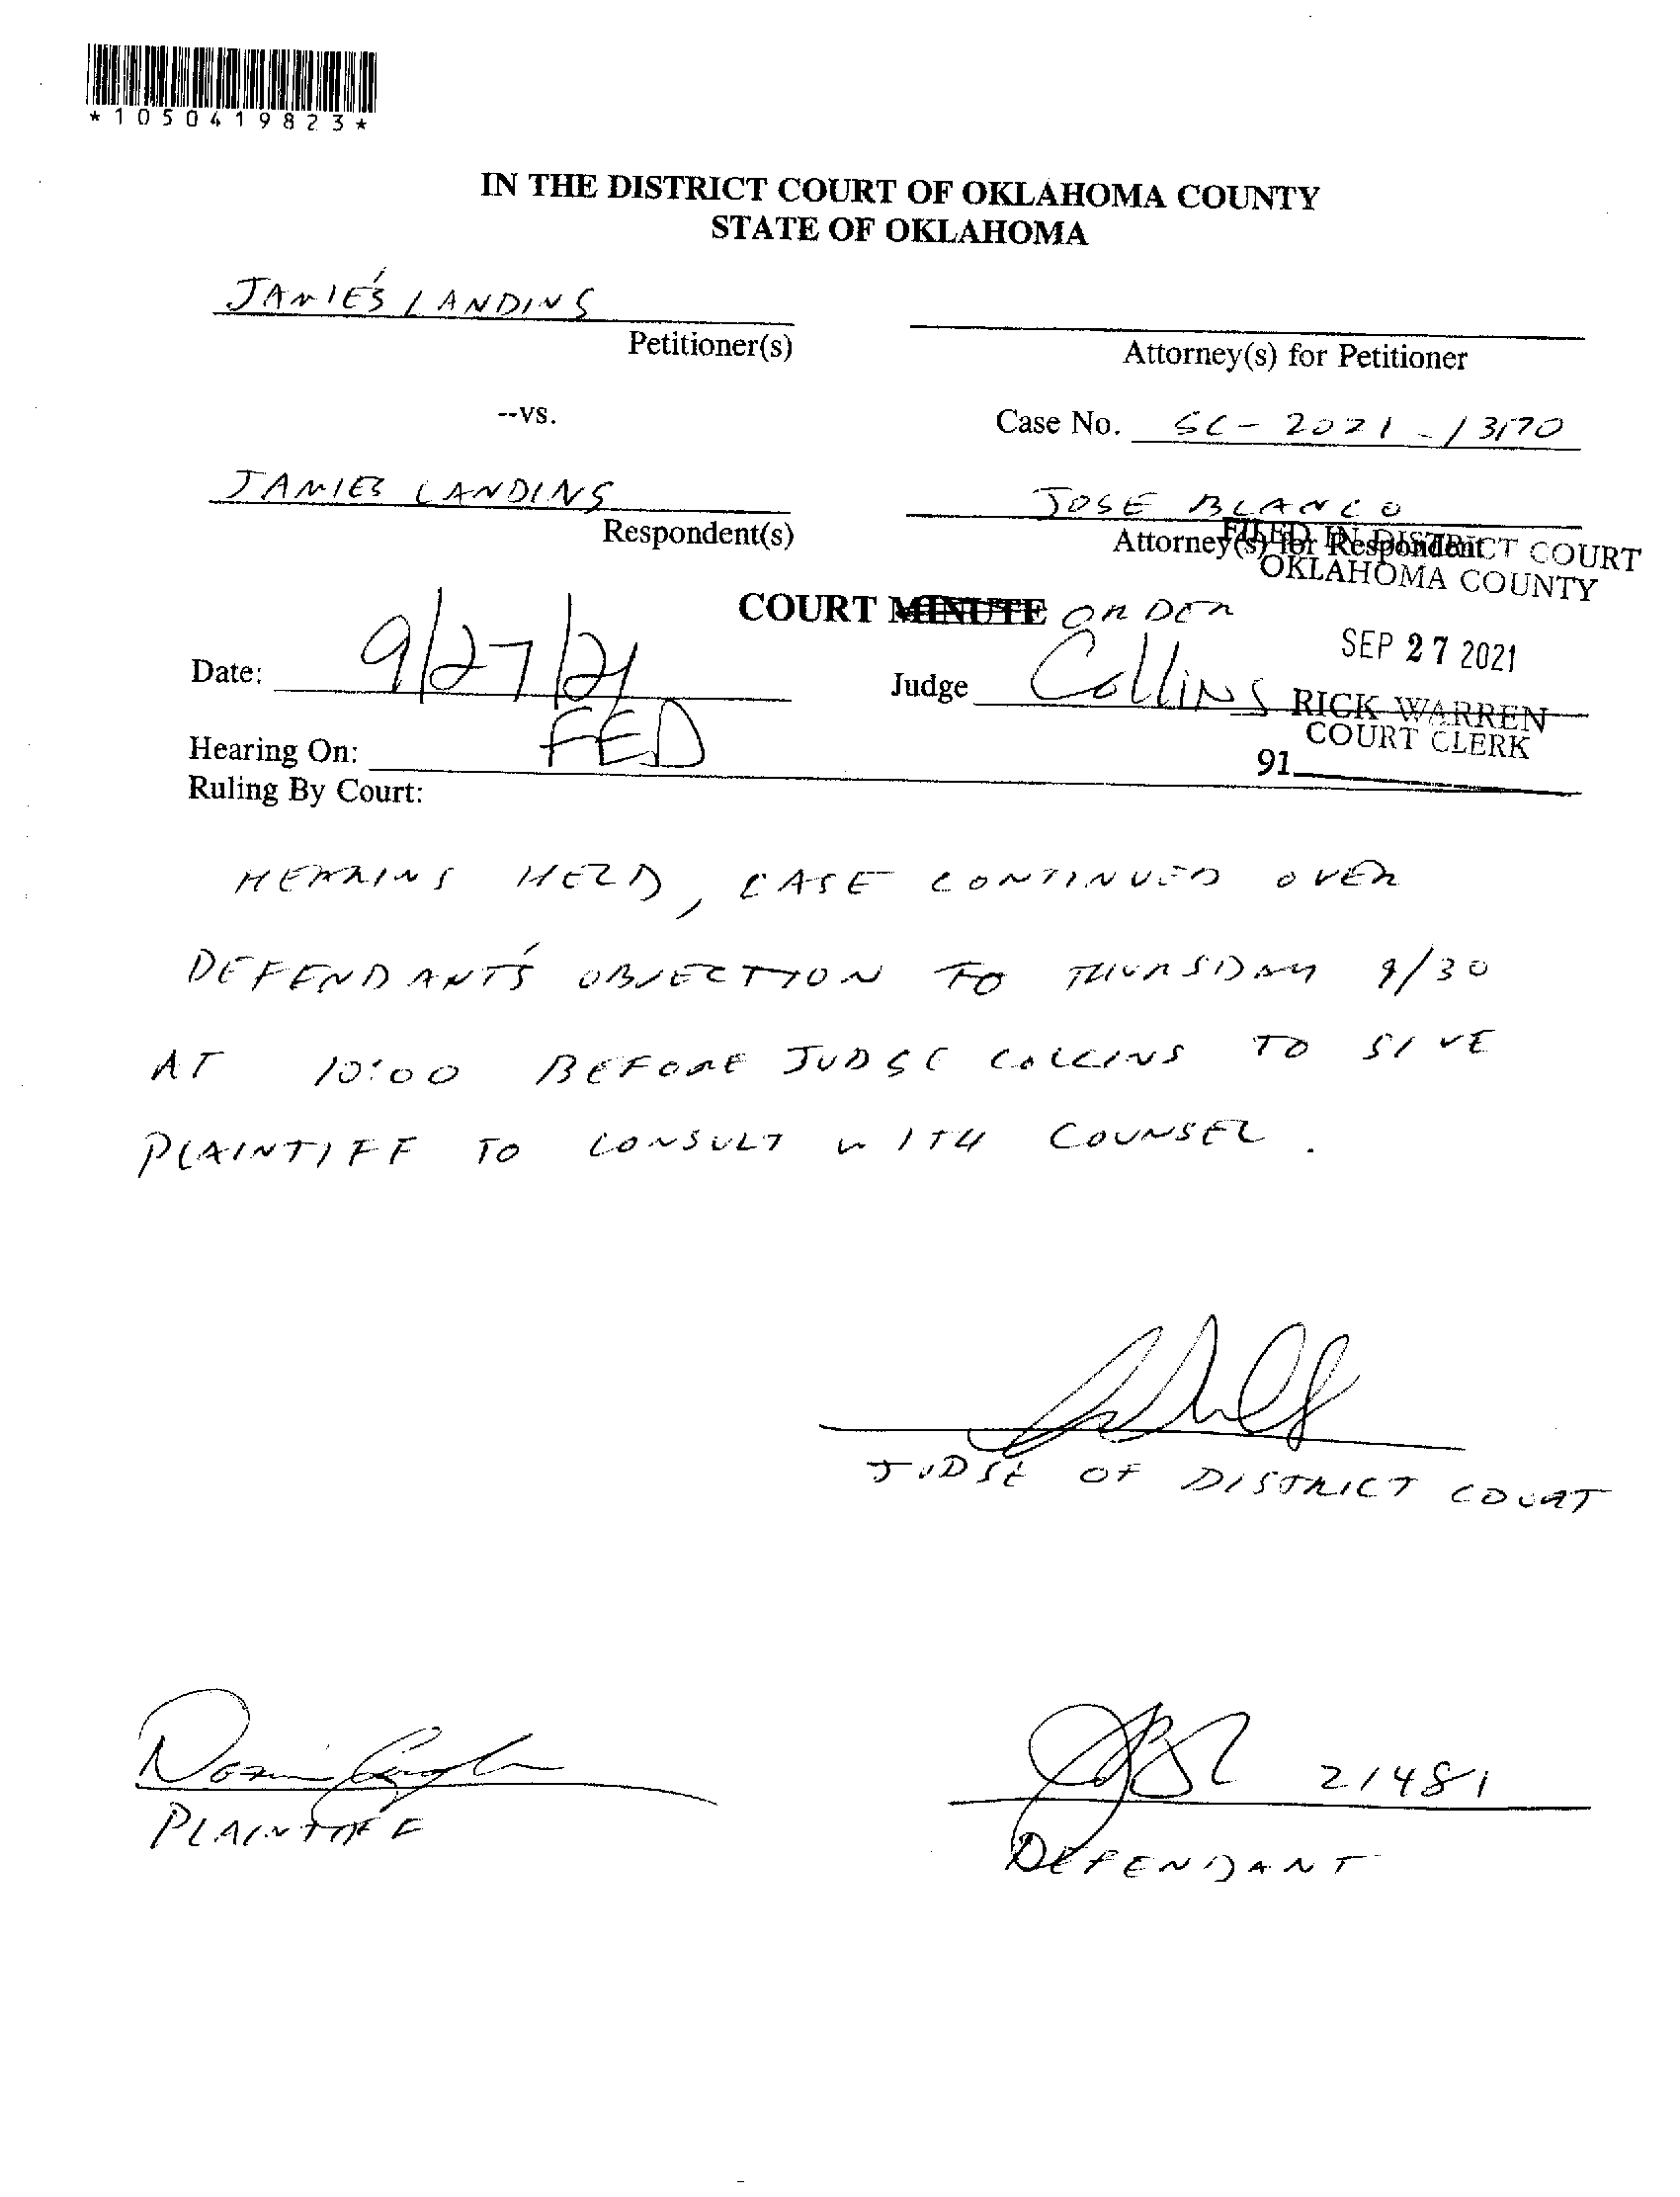 *1050419823*
IN THE DISTRICT COURT OF OKLAHOMA COUNTY
STATE OF OKLAHOMA
JAMIE'S LANDING
Petitioner(s)
Attorney(s) for Petitioner
--vs.
Case No. SC-2021-13170
JAMIES LANDING
Respondent(s)
JOSE BLANCO
Attorney(s) for Respondent
FILED IN DISTRICT COURT
OKLAHOMA COUNTY
COURT MINUTE ORDER
SEP 27 2021
Date: 9/27/21
Judge COLLINS
RICK WARREN
COURT CLERK
Hearing On: FED
91
Ruling By Court:
HEARING HELD, CASE CONTINUED OVER
DEFENDANT'S OBJECTION TO THURSDAY 9/30
AT 10:00 BEFORE JUDGE COLLINS TO GIVE
PLAINTIFF TO CONSULT WITH COUNSEL.
JUDGE OF DISTRICT COURT
21481
PLAINTIFF
DEFENDANT